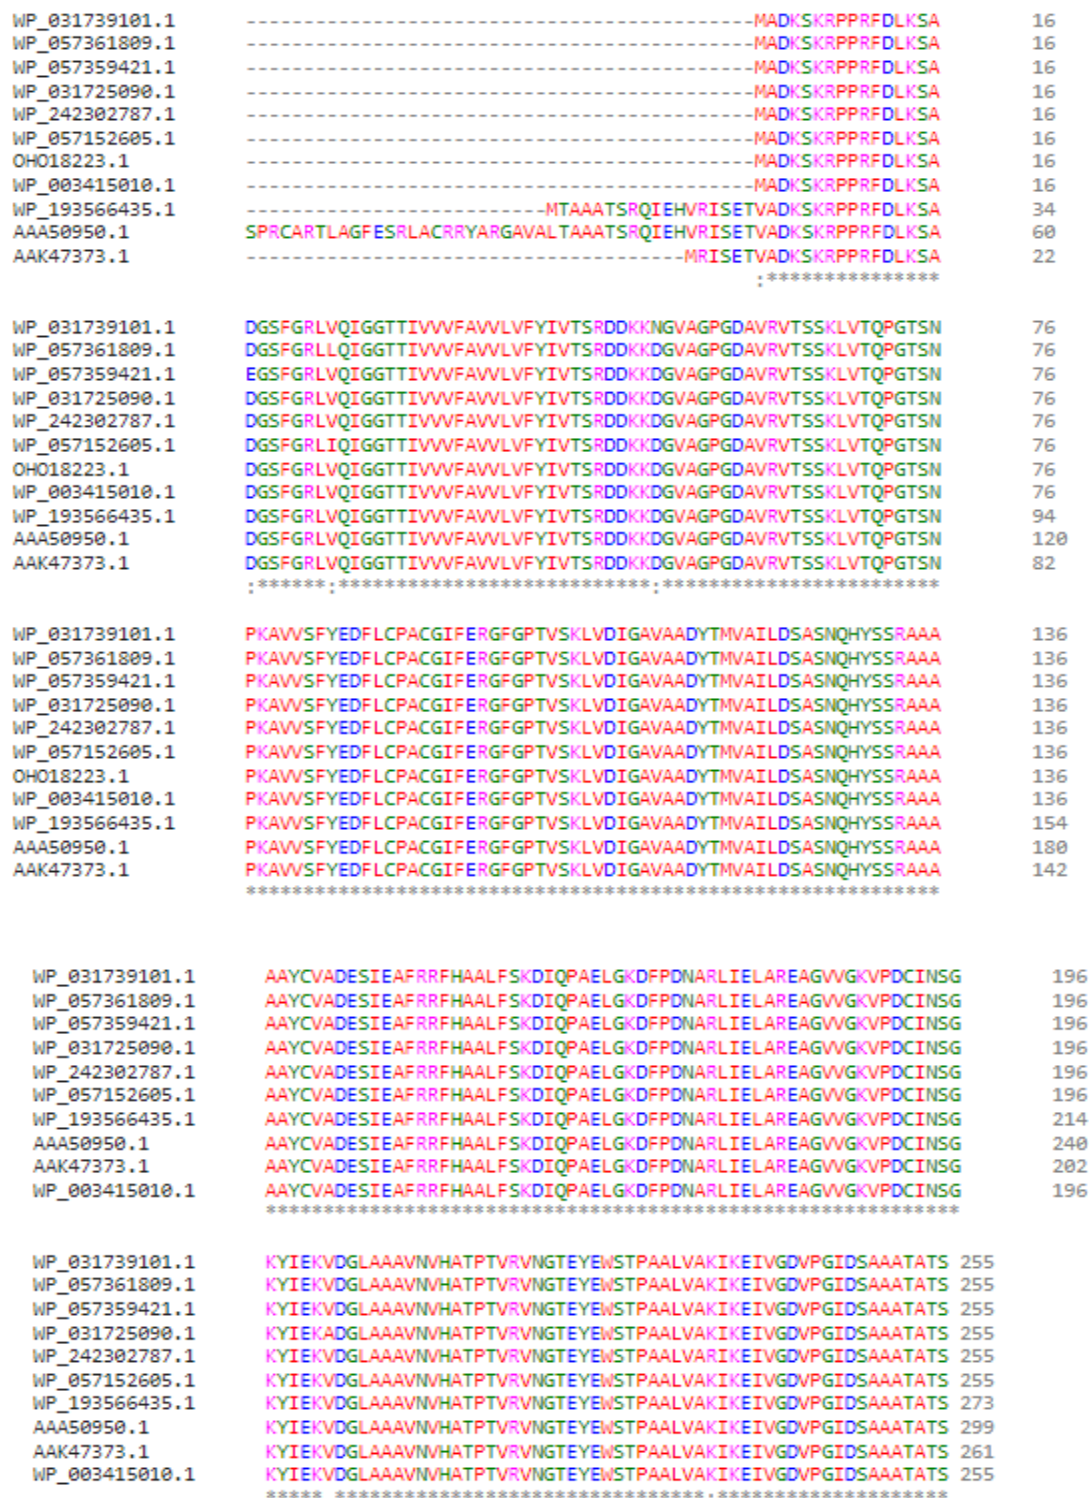 WP_031739101.1 --------------------------------------------MADKSKRPPRFDLKSA 16
WP_057361809.1 --------------------------------------------MADKSKRPPRFDLKSA 16
WP_057359421.1 --------------------------------------------MADKSKRPPRFDLKSA 16
WP_031725090.1 --------------------------------------------MADKSKRPPRFDLKSA 16
WP_242302787.1 --------------------------------------------MADKSKRPPRFDLKSA 16
WP_057152605.1 --------------------------------------------MADKSKRPPRFDLKSA 16
OHO18223.1 --------------------------------------------MADKSKRPPRFDLKSA 16
WP_003415010.1 --------------------------------------------MADKSKRPPRFDLKSA 16
WP_193566435.1 --------------------------MTAAATSRQIEHVRISETVADKSKRPPRFDLKSA 34
AAA50950.1 SPRCARTLAGFESRLACRRYARGAVALTAAATSRQIEHVRISETVADKSKRPPRFDLKSA 60
AAK47373.1 --------------------------------------MRISETVADKSKRPPRFDLKSA 22
:***************
WP_031739101.1 DGSFGRLVQIGGTTIVVVFAVVLVFYIVTSRDDKKNGVAGPGDAVRVTSSKLVTQPGTSN 76
WP_057361809.1 DGSFGRLLQIGGTTIVVVFAVVLVFYIVTSRDDKKDGVAGPGDAVRVTSSKLVTQPGTSN 76
WP_057359421.1 EGSFGRLVQIGGTTIVVVFAVVLVFYIVTSRDDKKDGVAGPGDAVRVTSSKLVTQPGTSN 76
WP_031725090.1 DGSFGRLVQIGGTTIVVVFAVVLVFYIVTSRDDKKDGVAGPGDAVRVTSSKLVTQPGTSN 76
WP_242302787.1 DGSFGRLVQIGGTTIVVVFAVVLVFYIVTSRDDKKDGVAGPGDAVRVTSSKLVTQPGTSN 76
WP_057152605.1 DGSFGRLIQIGGTTIVVVFAVVLVFYIVTSRDDKKDGVAGPGDAVRVTSSKLVTQPGTSN 76
OHO18223.1 DGSFGRLVQIGGTTIVVVFAVVLVFYIVTSRDDKKDGVAGPGDAVRVTSSKLVTQPGTSN 76
WP_003415010.1 DGSFGRLVQIGGTTIVVVFAVVLVFYIVTSRDDKKDGVAGPGDAVRVTSSKLVTQPGTSN 76
WP_193566435.1 DGSFGRLVQIGGTTIVVVFAVVLVFYIVTSRDDKKDGVAGPGDAVRVTSSKLVTQPGTSN 94
AAA50950.1 DGSFGRLVQIGGTTIVVVFAVVLVFYIVTSRDDKKDGVAGPGDAVRVTSSKLVTQPGTSN 120
AAK47373.1 DGSFGRLVQIGGTTIVVVFAVVLVFYIVTSRDDKKDGVAGPGDAVRVTSSKLVTQPGTSN 82
:******:***************************:************************
WP_031739101.1 PKAVVSFYEDFLCPACGIFERGFGPTVSKLVDIGAVAADYTMVAILDSASNQHYSSRAAA 136
WP_057361809.1 PKAVVSFYEDFLCPACGIFERGFGPTVSKLVDIGAVAADYTMVAILDSASNQHYSSRAAA 136
WP_057359421.1 PKAVVSFYEDFLCPACGIFERGFGPTVSKLVDIGAVAADYTMVAILDSASNQHYSSRAAA 136
WP_031725090.1 PKAVVSFYEDFLCPACGIFERGFGPTVSKLVDIGAVAADYTMVAILDSASNQHYSSRAAA 136
WP_242302787.1 PKAVVSFYEDFLCPACGIFERGFGPTVSKLVDIGAVAADYTMVAILDSASNQHYSSRAAA 136
WP_057152605.1 PKAVVSFYEDFLCPACGIFERGFGPTVSKLVDIGAVAADYTMVAILDSASNQHYSSRAAA 136
OHO18223.1 PKAVVSFYEDFLCPACGIFERGFGPTVSKLVDIGAVAADYTMVAILDSASNQHYSSRAAA 136
WP_003415010.1 PKAVVSFYEDFLCPACGIFERGFGPTVSKLVDIGAVAADYTMVAILDSASNQHYSSRAAA 136
WP_193566435.1 PKAVVSFYEDFLCPACGIFERGFGPTVSKLVDIGAVAADYTMVAILDSASNQHYSSRAAA 154
AAA50950.1 PKAVVSFYEDFLCPACGIFERGFGPTVSKLVDIGAVAADYTMVAILDSASNQHYSSRAAA 180
AAK47373.1 PKAVVSFYEDFLCPACGIFERGFGPTVSKLVDIGAVAADYTMVAILDSASNQHYSSRAAA 142
************************************************************
WP_031739101.1 AAYCVADESIEAFRRFHAALFSKDIQPAELGKDFPDNARLIELAREAGVVGKVPDCINSG 196
WP_057361809.1 AAYCVADESIEAFRRFHAALFSKDIQPAELGKDFPDNARLIELAREAGVVGKVPDCINSG 196
WP_057359421.1 AAYCVADESIEAFRRFHAALFSKDIQPAELGKDFPDNARLIELAREAGVVGKVPDCINSG 196
WP_031725090.1 AAYCVADESIEAFRRFHAALFSKDIQPAELGKDFPDNARLIELAREAGVVGKVPDCINSG 196
WP_242302787.1 AAYCVADESIEAFRRFHAALFSKDIQPAELGKDFPDNARLIELAREAGVVGKVPDCINSG 196
WP_057152605.1 AAYCVADESIEAFRRFHAALFSKDIQPAELGKDFPDNARLIELAREAGVVGKVPDCINSG 196
WP_193566435.1 AAYCVADESIEAFRRFHAALFSKDIQPAELGKDFPDNARLIELAREAGVVGKVPDCINSG 214
AAA50950.1 AAYCVADESIEAFRRFHAALFSKDIQPAELGKDFPDNARLIELAREAGVVGKVPDCINSG 240
AAK47373.1 AAYCVADESIEAFRRFHAALFSKDIQPAELGKDFPDNARLIELAREAGVVGKVPDCINSG 202
WP_003415010.1 AAYCVADESIEAFRRFHAALFSKDIQPAELGKDFPDNARLIELAREAGVVGKVPDCINSG 196
************************************************************
WP_031739101.1 KYIEKVDGLAAAVNVHATPTVRVNGTEYEWSTPAALVAKIKEIVGDVPGIDSAAATATS 255
WP_057361809.1 KYIEKVDGLAAAVNVHATPTVRVNGTEYEWSTPAALVAKIKEIVGDVPGIDSAAATATS 255
WP_057359421.1 KYIEKVDGLAAAVNVHATPTVRVNGTEYEWSTPAALVAKIKEIVGDVPGIDSAAATATS 255
WP_031725090.1 KYIEKADGLAAAVNVHATPTVRVNGTEYEWSTPAALVAKIKEIVGDVPGIDSAAATATS 255
WP_242302787.1 KYIEKVDGLAAAVNVHATPTVRVNGTEYEWSTPAALVARIKEIVGDVPGIDSAAATATS 255
WP_057152605.1 KYIEKVDGLAAAVNVHATPTVRVNGTEYEWSTPAALVAKIKEIVGDVPGIDSAAATATS 255
WP_193566435.1 KYIEKVDGLAAAVNVHATPTVRVNGTEYEWSTPAALVAKIKEIVGDVPGIDSAAATATS 273
AAA50950.1 KYIEKVDGLAAAVNVHATPTVRVNGTEYEWSTPAALVAKIKEIVGDVPGIDSAAATATS 299
AAK47373.1 KYIEKVDGLAAAVNVHATPTVRVNGTEYEWSTPAALVAKIKEIVGDVPGIDSAAATATS 261
WP_003415010.1 KYIEKVDGLAAAVNVHATPTVRVNGTEYEWSTPAALVAKIKEIVGDVPGIDSAAATATS 255
***** ********************************:********************